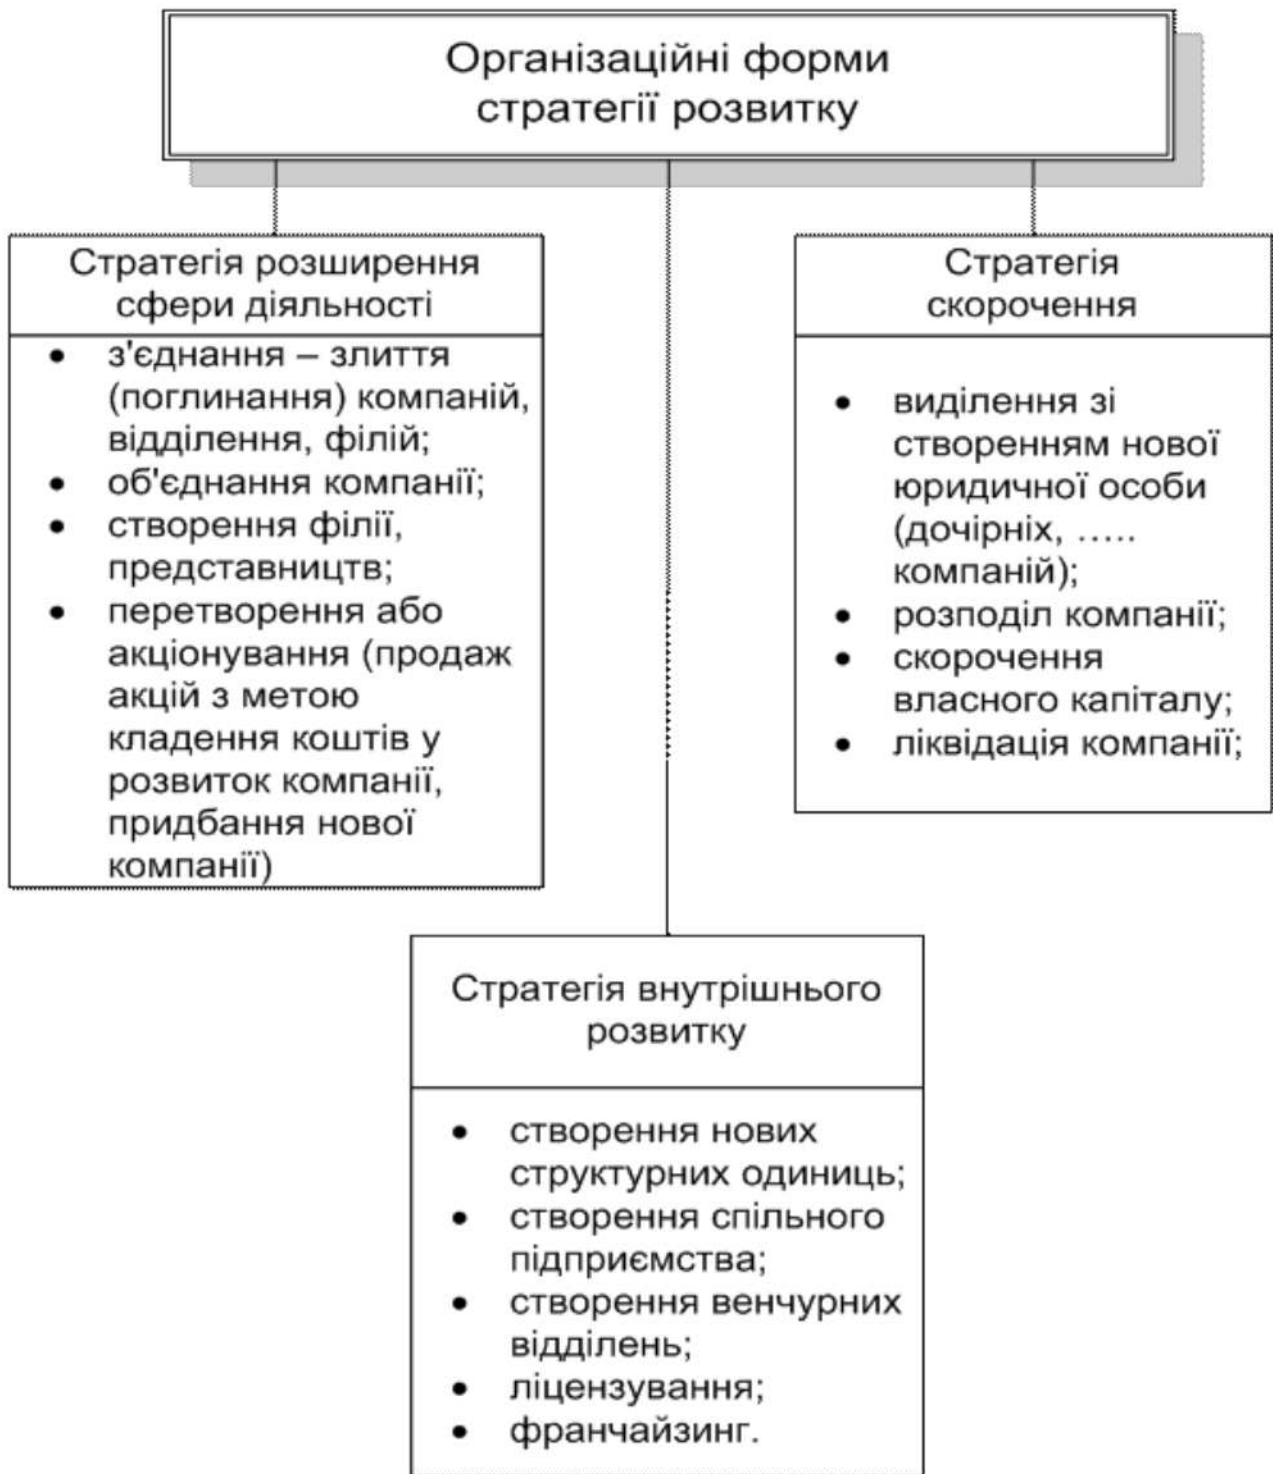 Організаційні форми
стратегії розвитку
Стратегія розширення
сфери діяльності
• з'єднання – злиття
(поглинання) компаній,
відділення, філій;
• об'єднання компанії;
• створення філії,
представництв;
• перетворення або
акціонування (продаж
акцій з метою
кладення коштів у
розвиток компанії,
придбання нової
компанії)
Стратегія
скорочення
• виділення зі
створенням нової
юридичної особи
(дочірніх, .....
компаній);
• розподіл компанії;
• скорочення
власного капіталу;
• ліквідація компанії;
Стратегія внутрішнього
розвитку
• створення нових
структурних одиниць;
• створення спільного
підприємства;
• створення венчурних
відділень;
• ліцензування;
• франчайзинг.